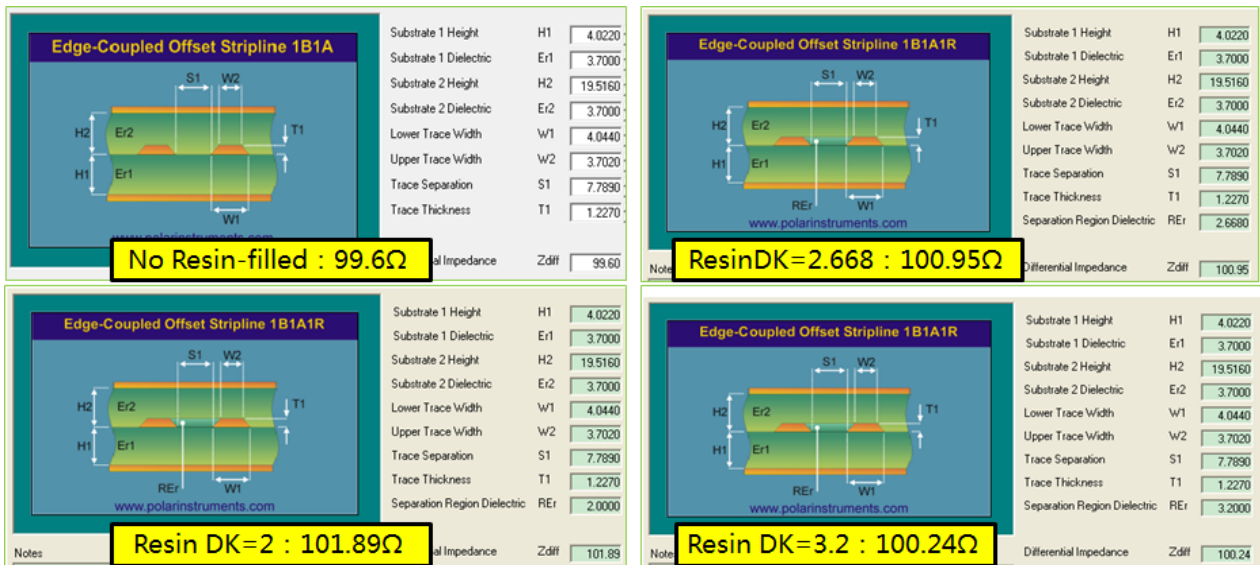 Edge-Coupled Offset Stripline 1B1A
S1 W2
H2 Er2 T1
H1 Er1
W1
Substrate 1 Height H1 4.0220
Substrate 1 Dielectric Er1 3.7000
Substrate 2 Height H2 19.5160
Substrate 2 Dielectric Er2 3.7000
Lower Trace Width W1 4.0440
Upper Trace Width W2 3.7020
Trace Separation S1 7.7890
Trace Thickness T1 1.2270
No Resin-filled : 99.6Ω
al Impedance Zdiff 99.60
Edge-Coupled Offset Stripline 1B1A1R
S1 W2
T1
H2 Er2
H1 Er1
REr W1
www.polarinstruments.com
Substrate 1 Height H1 4.0220
Substrate 1 Dielectric Er1 3.7000
Substrate 2 Height H2 19.5160
Substrate 2 Dielectric Er2 3.7000
Lower Trace Width W1 4.0440
Upper Trace Width W2 3.7020
Trace Separation S1 7.7890
Trace Thickness T1 1.2270
Separation Region Dielectric REr 2.6680
ResinDK=2.668 : 100.95Ω
Note
Differential Impedance Zdiff 100.95
Edge-Coupled Offset Stripline 1B1A1R
S1 W2
H2 Er2 T1
H1 Er1
REr W1
www.polarinstruments.com
Substrate 1 Height H1 4.0220
Substrate 1 Dielectric Er1 3.7000
Substrate 2 Height H2 19.5160
Substrate 2 Dielectric Er2 3.7000
Lower Trace Width W1 4.0440
Upper Trace Width W2 3.7020
Trace Separation S1 7.7890
Trace Thickness T1 1.2270
Separation Region Dielectric REr 2.0000
Notes
Resin DK=2 : 101.89Ω
al Impedance Zdiff 101.89
Edge-Coupled Offset Stripline 1B1A1R
S1 W2
H2 Er2 T1
H1 Er1
REr W1
www.polarinstruments.com
Substrate 1 Height H1 4.0220
Substrate 1 Dielectric Er1 3.7000
Substrate 2 Height H2 19.5160
Substrate 2 Dielectric Er2 3.7000
Lower Trace Width W1 4.0440
Upper Trace Width W2 3.7020
Trace Separation S1 7.7890
Trace Thickness T1 1.2270
Separation Region Dielectric REr 3.2000
Note
Resin DK=3.2 : 100.24Ω
Differential Impedance Zdiff 100.24